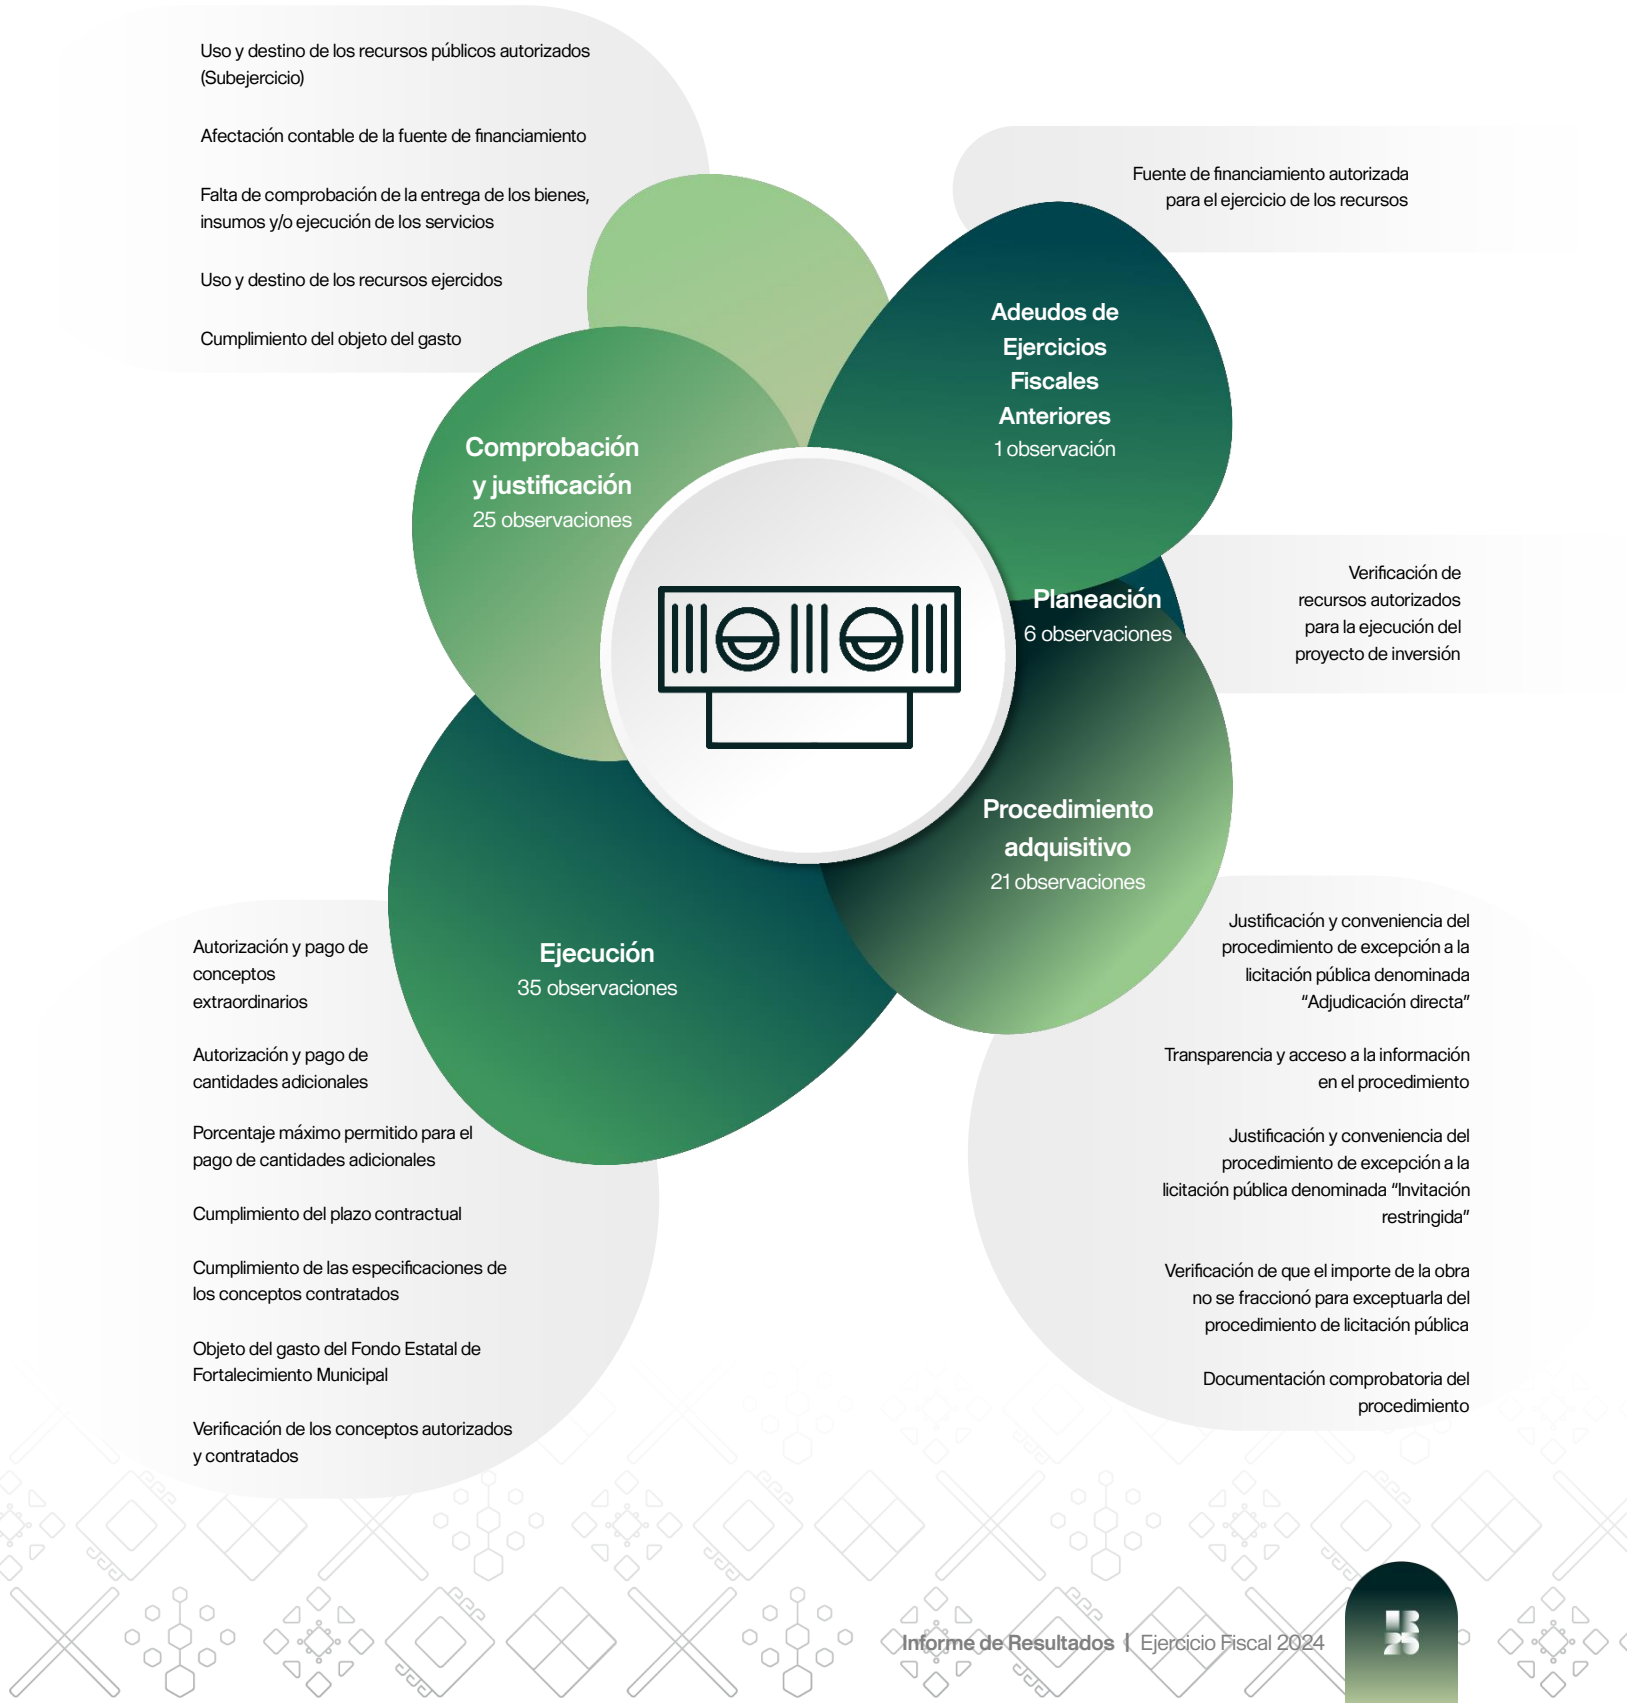 Uso y destino de los recursos públicos autorizados
(Subejercicio)
Afectación contable de la fuente de financiamiento
Falta de comprobación de la entrega de los bienes,
insumos y/o ejecución de los servicios
Uso y destino de los recursos ejercidos
Cumplimiento del objeto del gasto
Comprobación
y justificación
25 observaciones
Fuente de financiamiento autorizada
para el ejercicio de los recursos
Adeudos de
Ejercicios
Fiscales
Anteriores
1 observación
Planeación
6 observaciones
Verificación de
recursos autorizados
para la ejecución del
proyecto de inversión
Procedimiento
adquisitivo
21 observaciones
Justificación y conveniencia del
procedimiento de excepción a la
licitación pública denominada
“Adjudicación directa”
Transparencia y acceso a la información
en el procedimiento
Justificación y conveniencia del
procedimiento de excepción a la
licitación pública denominada “Invitación
restringida”
Verificación de que el importe de la obra
no se fraccionó para exceptuarla del
procedimiento de licitación pública
Documentación comprobatoria del
procedimiento
Ejecución
35 observaciones
Autorización y pago de
conceptos
extraordinarios
Autorización y pago de
cantidades adicionales
Porcentaje máximo permitido para el
pago de cantidades adicionales
Cumplimiento del plazo contractual
Cumplimiento de las especificaciones de
los conceptos contratados
Objeto del gasto del Fondo Estatal de
Fortalecimiento Municipal
Verificación de los conceptos autorizados
y contratados
Informe de Resultados | Ejercicio Fiscal 2024